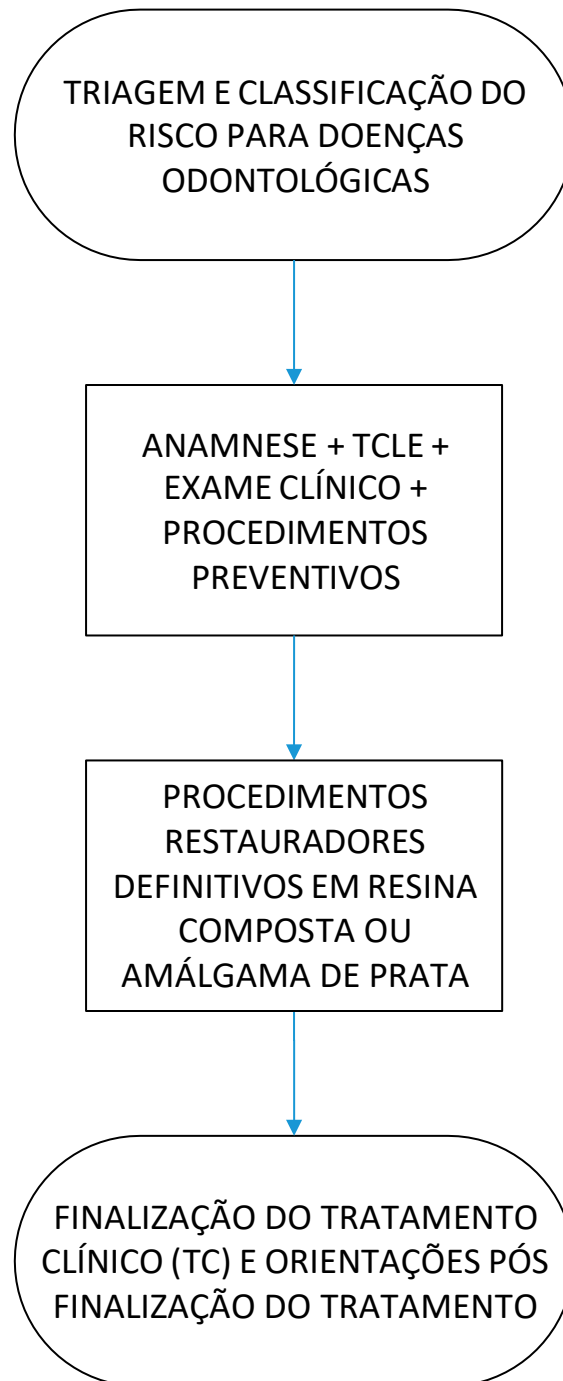 TRIAGEM E CLASSIFICAÇÃO DO
RISCO PARA DOENÇAS
ODONTOLÓGICAS
ANAMNESE + TCLE +
EXAME CLÍNICO +
PROCEDIMENTOS
PREVENTIVOS
PROCEDIMENTOS
RESTAURADORES
DEFINITIVOS EM RESINA
COMPOSTA OU
AMÁLGAMA DE PRATA
FINALIZAÇÃO DO TRATAMENTO
CLÍNICO (TC) E ORIENTAÇÕES PÓS
FINALIZAÇÃO DO TRATAMENTO